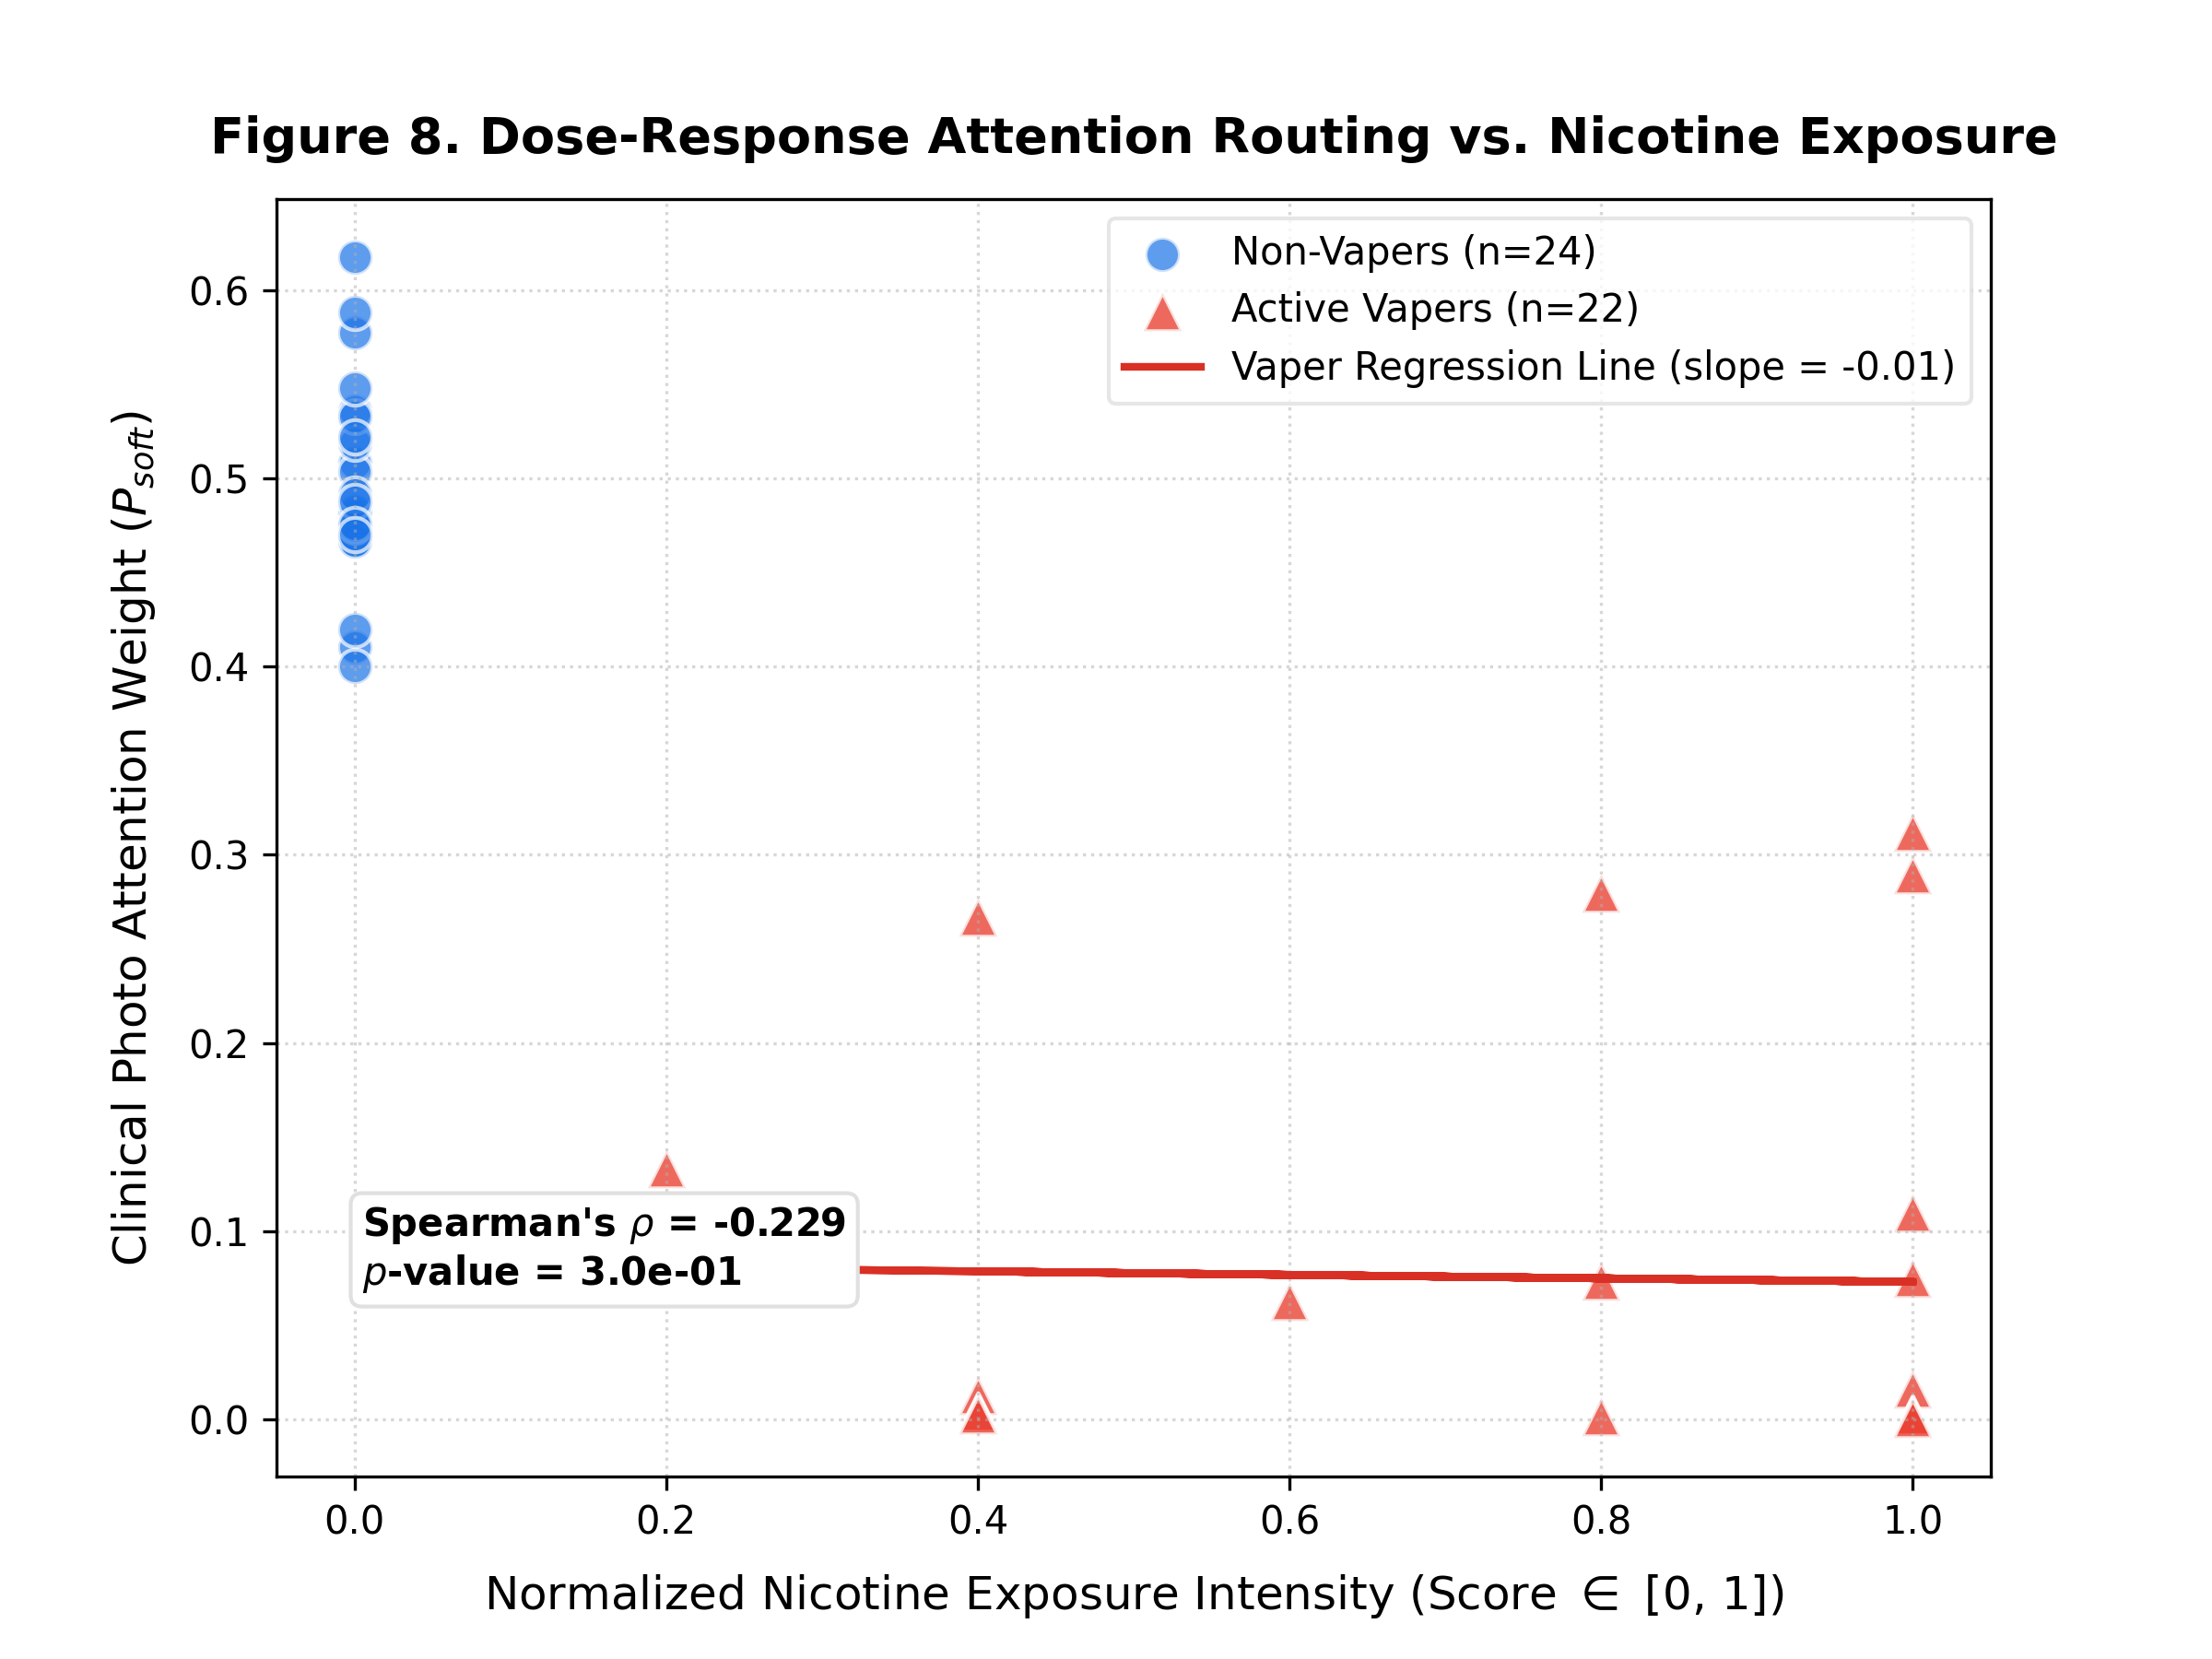 Figure 8. Dose-Response Attention Routing vs. Nicotine Exposure
Non-Vapers (n=24)
Active Vapers (n=22)
Vaper Regression Line (slope = -0.01)
Clinical Photo Attention Weight (P_soft)
0.6
0.5
0.4
0.3
0.2
0.1
0.0
Spearman's ρ = -0.229
p-value = 3.0e-01
0.0 0.2 0.4 0.6 0.8 1.0
Normalized Nicotine Exposure Intensity (Score ∈ [0, 1])